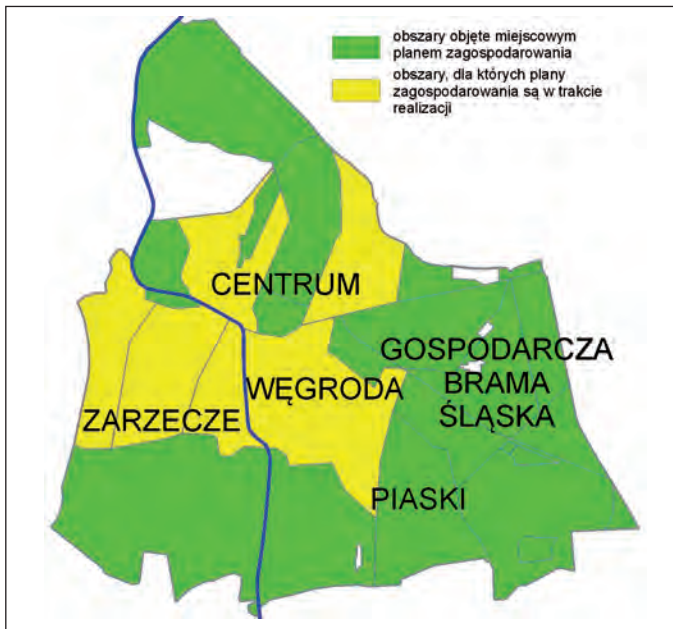 obszary objęte miejscowym
planem zagospodarowania
obszary, dla których plany
zagospodarowania są w trakcie
realizacji
CENTRUM
GOSPODARCZA
BRAMA
ŚLĄSKA
WĘGRODA
ZARZECZE
PIASKI